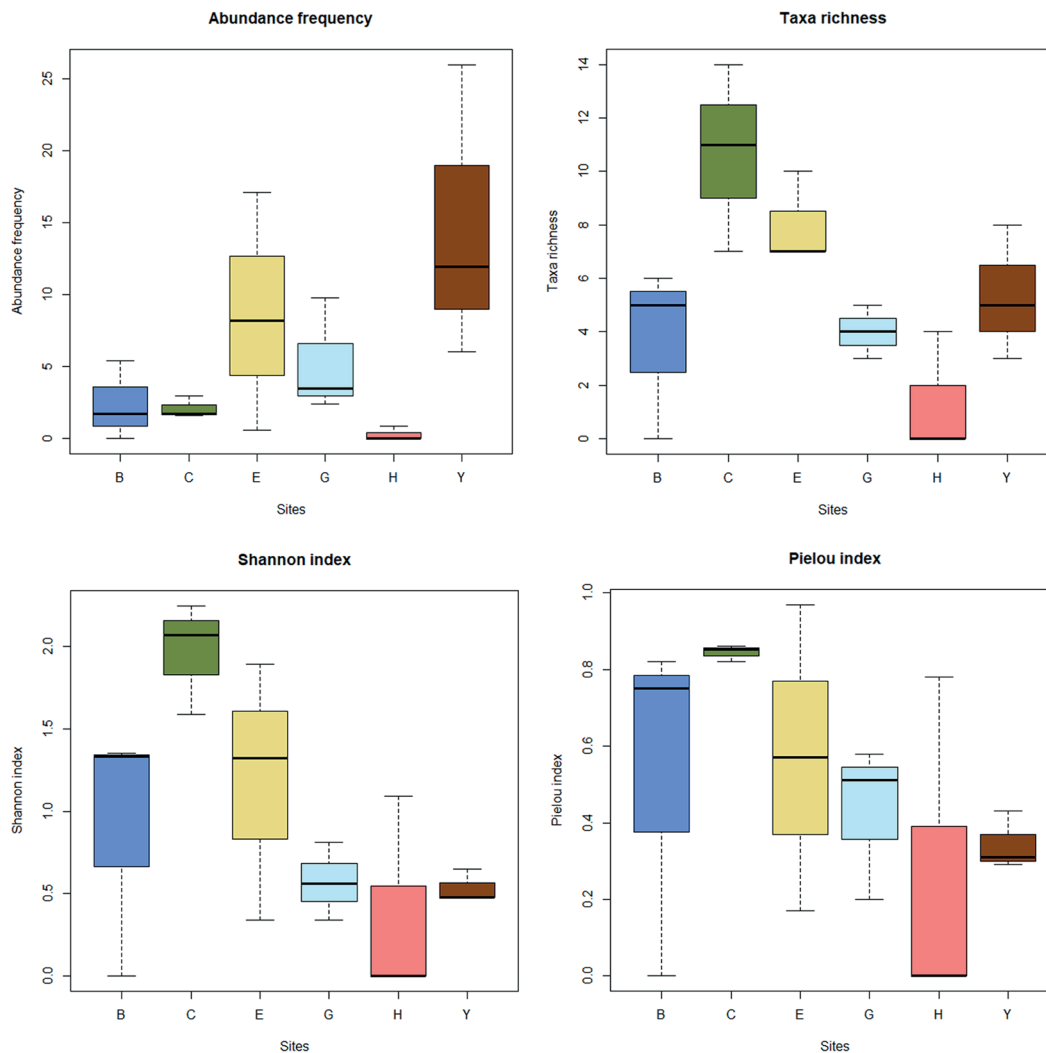 Abundance frequency
Abundance frequency
25
20
15
10
5
0
B C E G H Y
Sites
Taxa richness
Taxa richness
14
12
10
8
6
4
2
0
B C E G H Y
Sites
Shannon index
Shannon index
2.0
1.5
1.0
0.5
0.0
B C E G H Y
Sites
Pielou index
Pielou index
1.0
0.8
0.6
0.4
0.2
0.0
B C E G H Y
Sites